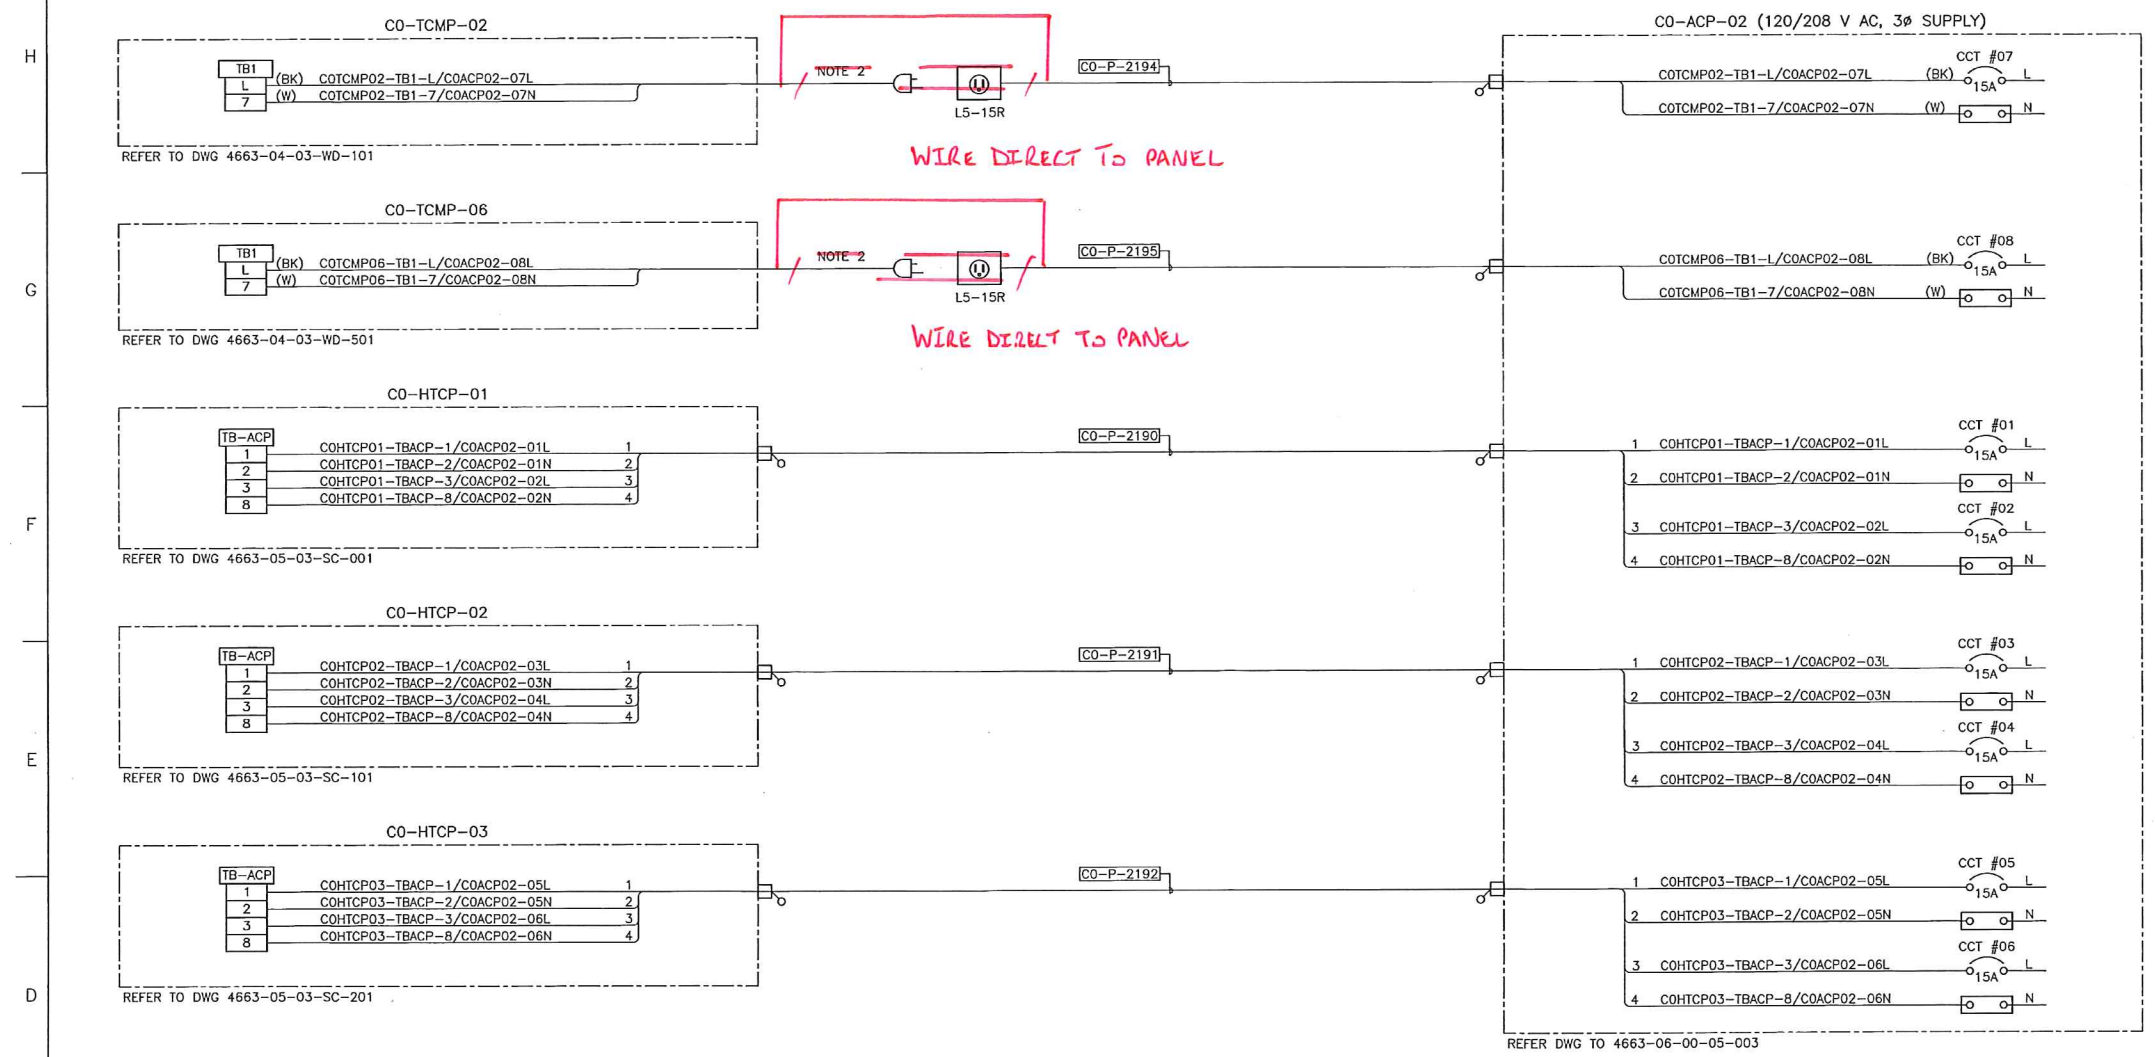 H
G
F
E
D
CO-TCMP-02
TB1
L (BK) COTCMP02-TB1-L/COACP02-07L
7 (W) COTCMP02-TB1-7/COACP02-07N
REFER TO DWG 4663-04-03-WD-101
NOTE 2
L5-15R
CO-P-2194
WIRE DIRECT TO PANEL
CO-TCMP-06
TB1
L (BK) COTCMP06-TB1-L/COACP02-08L
7 (W) COTCMP06-TB1-7/COACP02-08N
REFER TO DWG 4663-04-03-WD-501
NOTE 2
L5-15R
CO-P-2195
WIRE DIRECT TO PANEL
CO-HTCP-01
TB-ACP
1 COHTCP01-TBACP-1/COACP02-01L 1
2 COHTCP01-TBACP-2/COACP02-01N 2
3 COHTCP01-TBACP-3/COACP02-02L 3
8 COHTCP01-TBACP-8/COACP02-02N 4
REFER TO DWG 4663-05-03-SC-001
CO-P-2190
CO-HTCP-02
TB-ACP
1 COHTCP02-TBACP-1/COACP02-03L 1
2 COHTCP02-TBACP-2/COACP02-03N 2
3 COHTCP02-TBACP-3/COACP02-04L 3
8 COHTCP02-TBACP-8/COACP02-04N 4
REFER TO DWG 4663-05-03-SC-101
CO-P-2191
CO-HTCP-03
TB-ACP
1 COHTCP03-TBACP-1/COACP02-05L 1
2 COHTCP03-TBACP-2/COACP02-05N 2
3 COHTCP03-TBACP-3/COACP02-06L 3
8 COHTCP03-TBACP-8/COACP02-06N 4
REFER TO DWG 4663-05-03-SC-201
CO-P-2192
CO-ACP-02 (120/208 V AC, 3ø SUPPLY)
CCT #07
COTCMP02-TB1-L/COACP02-07L (BK) 15A L
COTCMP02-TB1-7/COACP02-07N (W) N
CCT #08
COTCMP06-TB1-L/COACP02-08L (BK) 15A L
COTCMP06-TB1-7/COACP02-08N (W) N
CCT #01
1 COHTCP01-TBACP-1/COACP02-01L 15A L
2 COHTCP01-TBACP-2/COACP02-01N N
CCT #02
3 COHTCP01-TBACP-3/COACP02-02L 15A L
4 COHTCP01-TBACP-8/COACP02-02N N
CCT #03
1 COHTCP02-TBACP-1/COACP02-03L 15A L
2 COHTCP02-TBACP-2/COACP02-03N N
CCT #04
3 COHTCP02-TBACP-3/COACP02-04L 15A L
4 COHTCP02-TBACP-8/COACP02-04N N
CCT #05
1 COHTCP03-TBACP-1/COACP02-05L 15A L
2 COHTCP03-TBACP-2/COACP02-05N N
CCT #06
3 COHTCP03-TBACP-3/COACP02-06L 15A L
4 COHTCP03-TBACP-8/COACP02-06N N
REFER DWG TO 4663-06-00-05-003